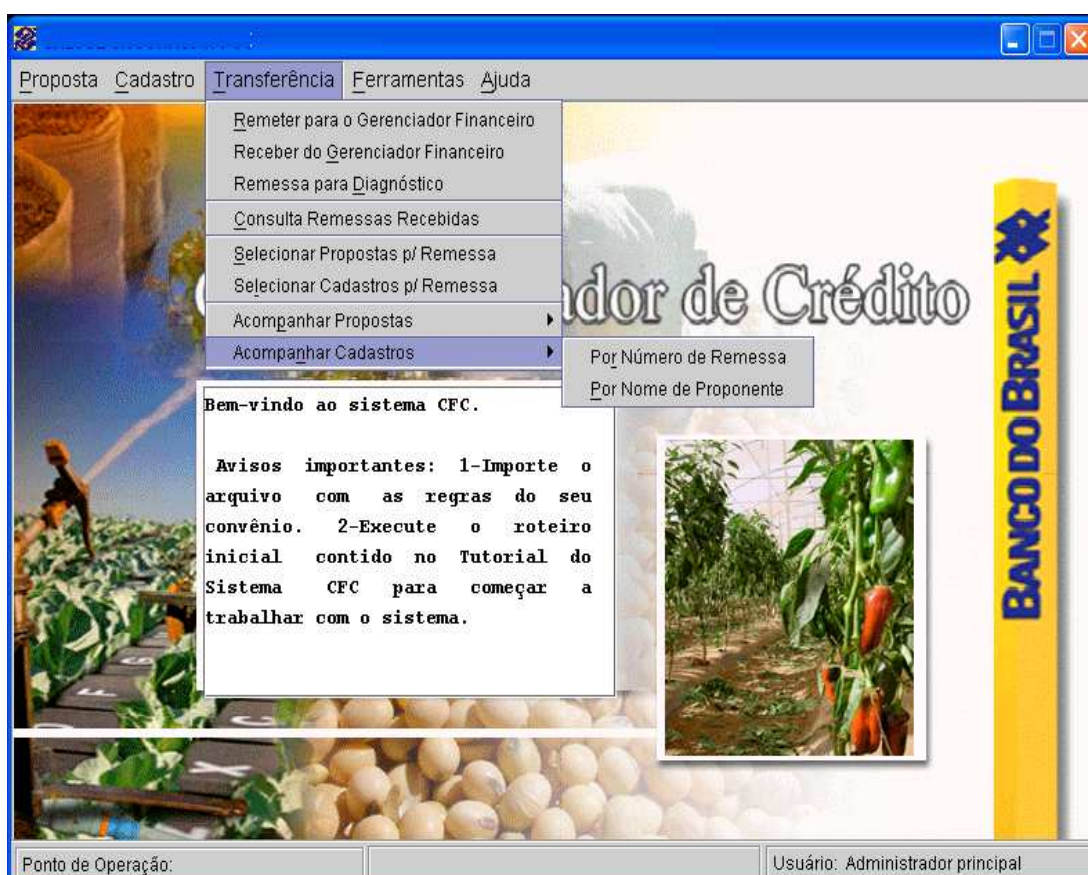 Proposta Cadastro Transferência Ferramentas Ajuda
Remeter para o Gerenciador Financeiro
Receber do Gerenciador Financeiro
Remessa para Diagnóstico
Consulta Remessas Recebidas
Selecionar Propostas p/ Remessa
Selecionar Cadastros p/ Remessa
Acompanhar Propostas
Acompanhar Cadastros
Por Número de Remessa
Por Nome de Proponente
de Crédito
BANCO DO BRASIL
Bem-vindo ao sistema CFC.
Avisos importantes: 1-Importe o
arquivo com as regras do seu
convênio. 2-Execute o roteiro
inicial contido no Tutorial do
Sistema CFC para começar a
trabalhar com o sistema.
Ponto de Operação:
Usuário: Administrador principal